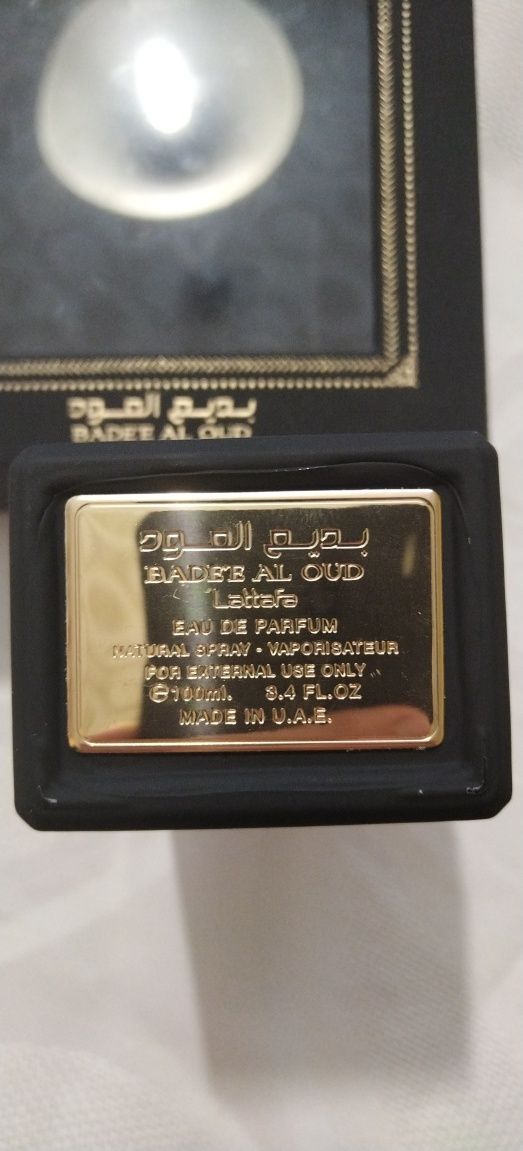 بديع العود
BADE'E AL OUD
بديع العود
BADE'E AL OUD
Lattafa
EAU DE PARFUM
NATURAL SPRAY - VAPORISATEUR
FOR EXTERNAL USE ONLY
℮100ml. 3.4 FL.OZ
MADE IN U.A.E.